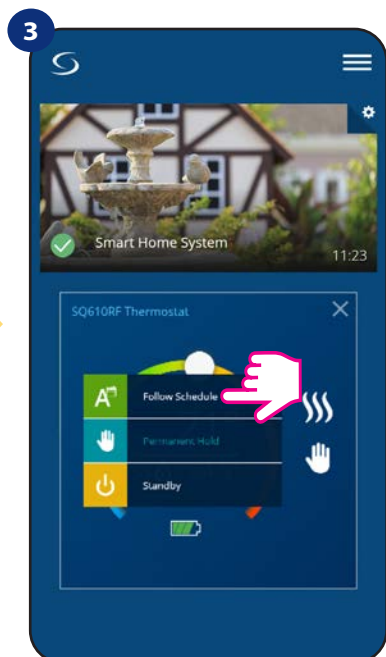 3
Smart Home System
11:23
SQ610RF Thermostat
A
Follow Schedule
Permanent Hold
Standby